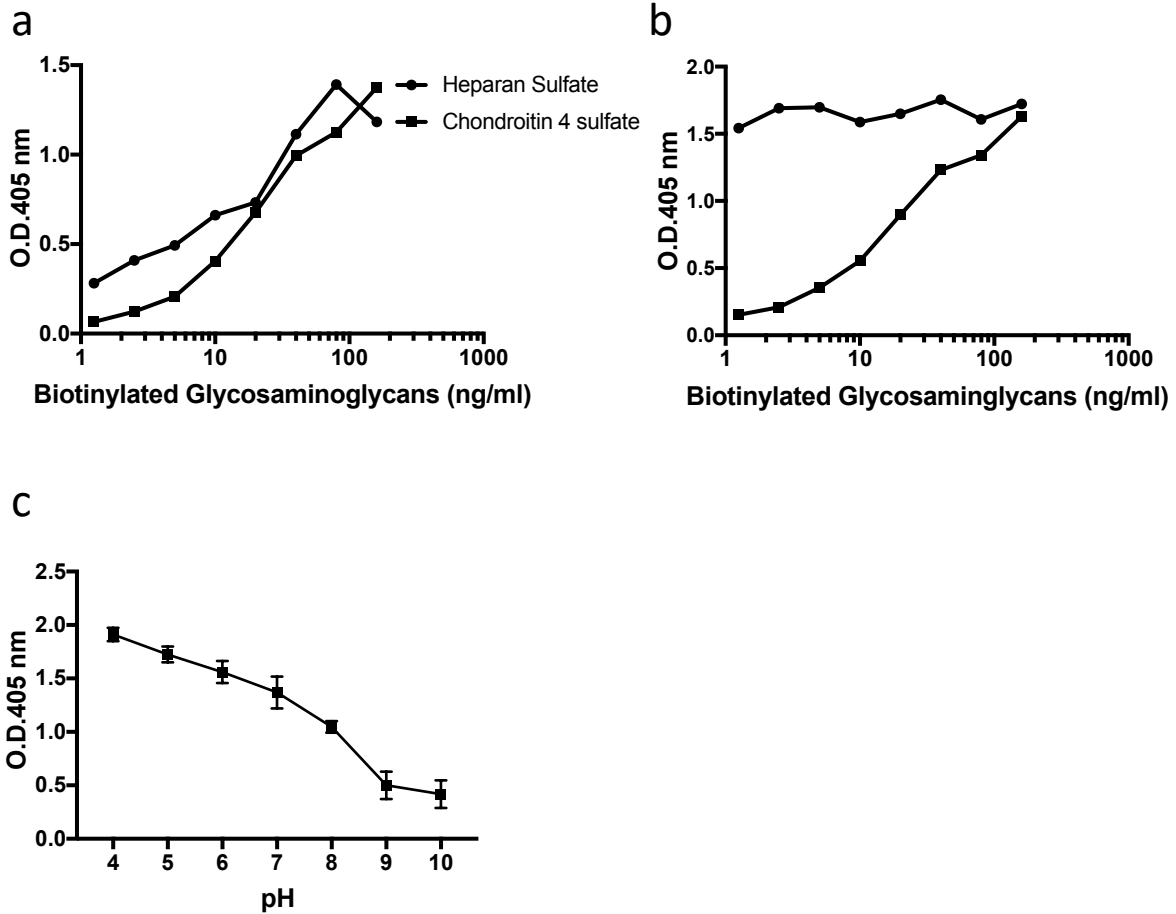 a
b
1.5
1.0
0.5
0.0
O.D.405 nm
1
10
100
1000
Biotinylated Glycosaminoglycans (ng/ml)
Heparan Sulfate
Chondroitin 4 sulfate
2.0
1.5
1.0
0.5
0.0
O.D.405 nm
1
10
100
1000
Biotinylated Glycosaminglycans (ng/ml)
c
2.5
2.0
1.5
1.0
0.5
0.0
O.D.405 nm
4
5
6
7
8
9
10
pH